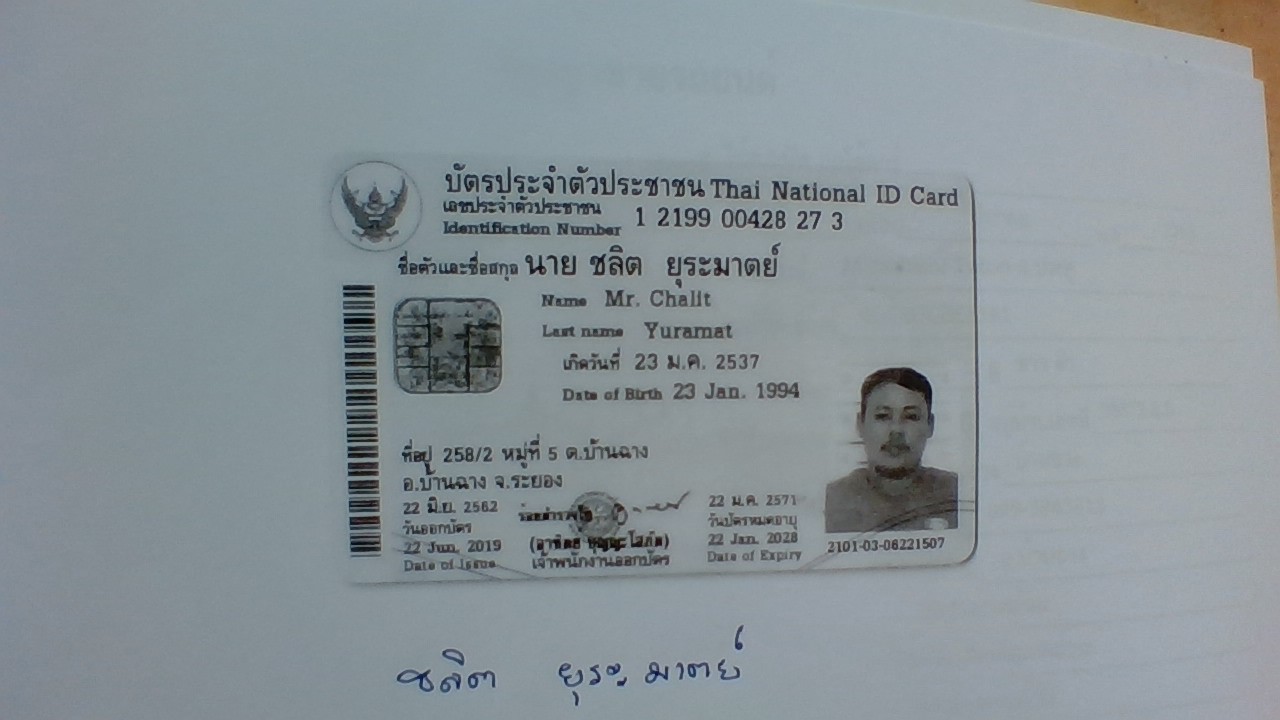 บัตรประจำตัวประชาชน Thai National ID Card
เลขประจำตัวประชาชน
Identification Number 1 2199 00428 27 3
ชื่อตัวและชื่อสกุล นาย ชลิต ยุระมาตย์
Name Mr. Chalit
Last name Yuramat
เกิดวันที่ 23 ม.ค. 2537
Date of Birth 23 Jan. 1994
ที่อยู่ 258/2 หมู่ที่ 5 ต.บ้านฉาง
อ.บ้านฉาง จ.ระยอง
22 มิ.ย. 2562
วันออกบัตร
22 Jun. 2019
Date of Issue
เจ้าพนักงานออกบัตร
22 ม.ค. 2571
วันบัตรหมดอายุ
22 Jan. 2028
Date of Expiry
2101-03-06221507
ชลิต ยุระมาตย์